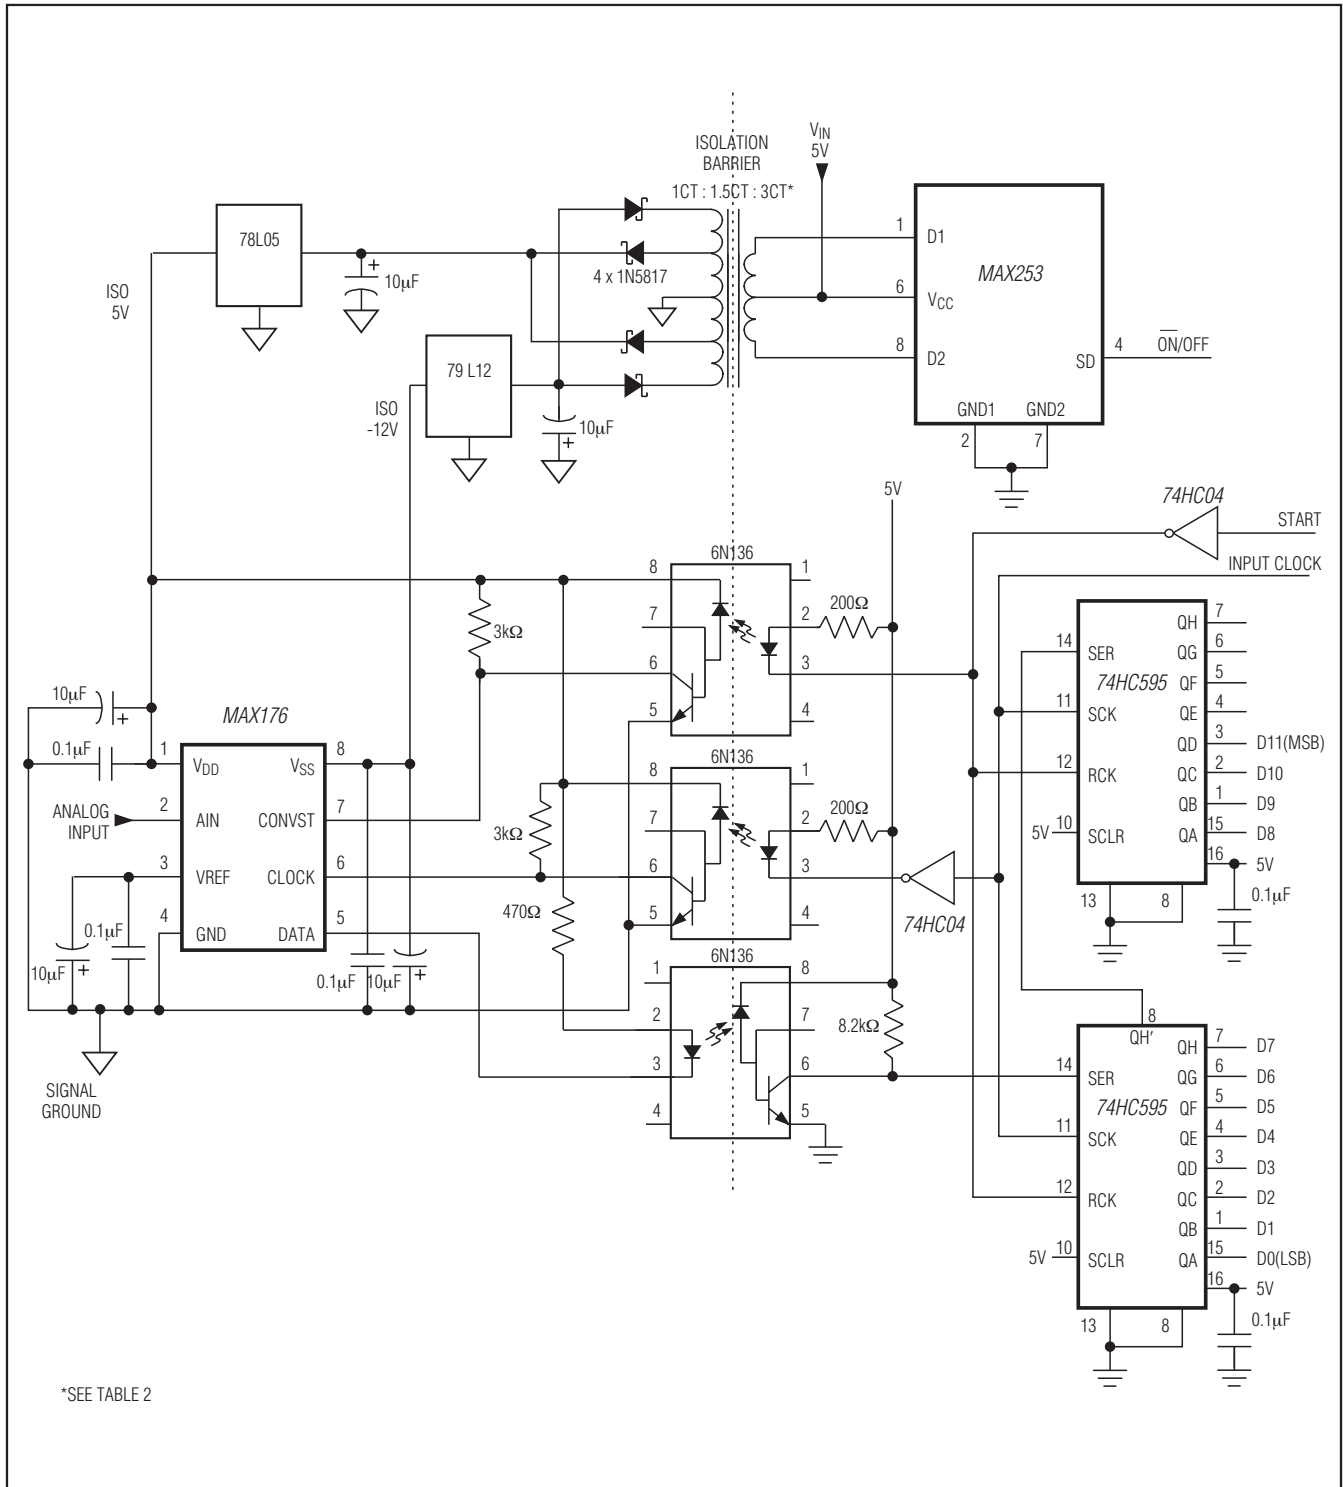 ISOLATION
BARRIER
1CT : 1.5CT : 3CT*
VIN
5V
78L05
10µF
4 x 1N5817
ISO
5V
79 L12
ISO
-12V
10µF
MAX253
1
D1
6
VCC
8
D2
SD
4
ON/OFF
GND1
GND2
2
7
5V
74HC04
START
INPUT CLOCK
6N136
8
7
6
5
1
2
3
4
200Ω
3kΩ
10µF
0.1µF
MAX176
1
VDD
VSS
8
ANALOG
INPUT
2
AIN
CONVST
7
3
VREF
CLOCK
6
4
GND
DATA
5
0.1µF
10µF
0.1µF
10µF
SIGNAL
GROUND
6N136
8
7
6
5
1
2
3
4
200Ω
3kΩ
470Ω
74HC04
6N136
1
2
3
4
8
7
6
5
8.2kΩ
74HC595
14
SER
11
SCK
12
RCK
5V
10
SCLR
QH
7
QG
6
QF
5
QE
4
QD
3
D11(MSB)
QC
2
D10
QB
1
D9
QA
15
D8
16
5V
0.1µF
13
8
8
QH′
74HC595
14
SER
11
SCK
12
RCK
5V
10
SCLR
QH
7
D7
QG
6
D6
QF
5
D5
QE
4
D4
QD
3
D3
QC
2
D2
QB
1
D1
QA
15
D0(LSB)
16
5V
0.1µF
13
8
*SEE TABLE 2